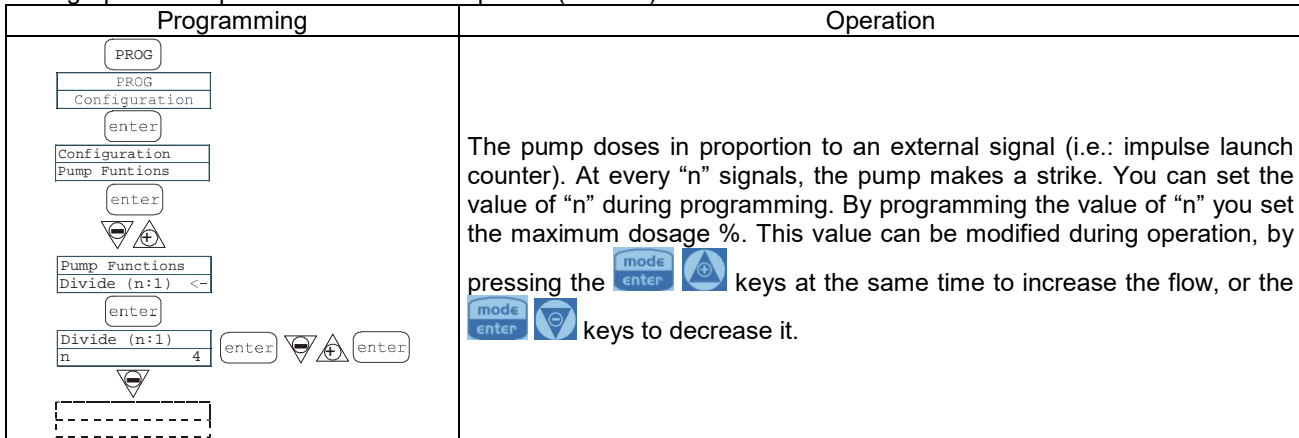 Programming
Operation
PROG
PROG
Configuration
enter
Configuration
Pump Funtions
enter
Pump Functions
Divide (n:1) <-
enter
Divide (n:1)
n 4
enter
enter
The pump doses in proportion to an external signal (i.e.: impulse launch
counter). At every “n” signals, the pump makes a strike. You can set the
value of “n” during programming. By programming the value of “n” you set
the maximum dosage %. This value can be modified during operation, by
pressing the mode enter keys at the same time to increase the flow, or the
mode enter keys to decrease it.